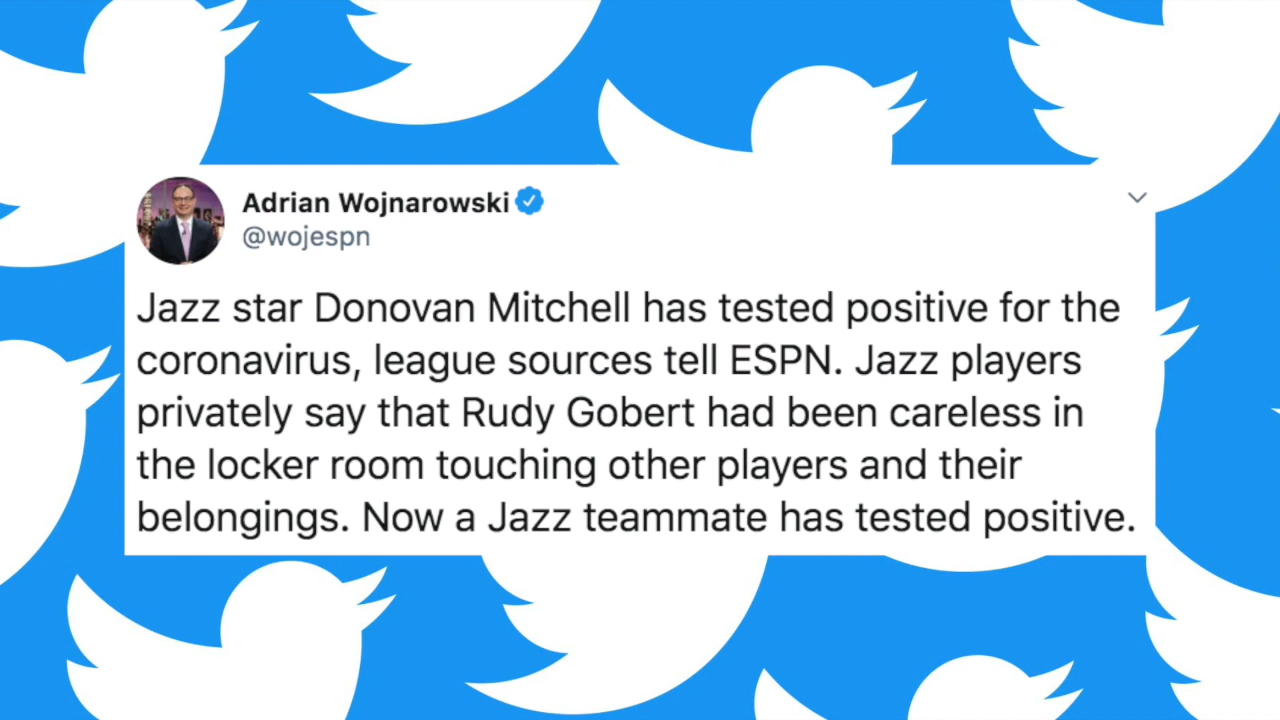 Adrian Wojnarowski
@wojespn
Jazz star Donovan Mitchell has tested positive for the
coronavirus, league sources tell ESPN. Jazz players
privately say that Rudy Gobert had been careless in
the locker room touching other players and their
belongings. Now a Jazz teammate has tested positive.